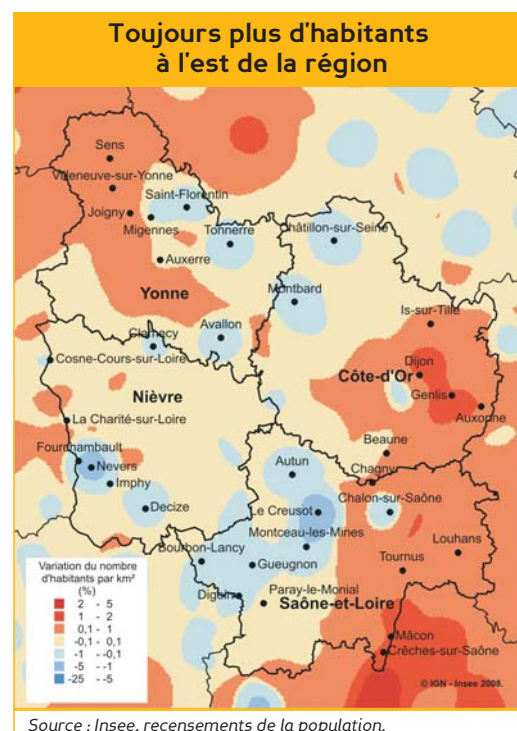 Toujours plus d'habitants
à l'est de la région
Sens
Villeneuve-sur-Yonne
Saint-Florentin
Joigny
Migennes
Tonnerre
Châtillon-sur-Seine
Auxerre
Yonne
Montbard
Is-sur-Tille
Avallon
Clamecy
Cosne-Cours-sur-Loire
Dijon
Côte-d'Or
Nièvre
Genlis
Auxonne
La Charité-sur-Loire
Beaune
Fourchambault
Nevers
Autun
Chagny
Imphy
Chalon-sur-Saône
Decize
Le Creusot
Montceau-les-Mines
Louhans
Bourbon-Lancy
Gueugnon
Tournus
Digoin
Paray-le-Monial
Saône-et-Loire
Mâcon
Crêches-sur-Saône
Variation du nombre
d'habitants par km²
(%)
2 - 5
1 - 2
0,1 - 1
-0,1 - 0,1
-1 - -0,1
-5 - -1
-25 - -5
© IGN - Insee 2008.
Source : Insee, recensements de la population.